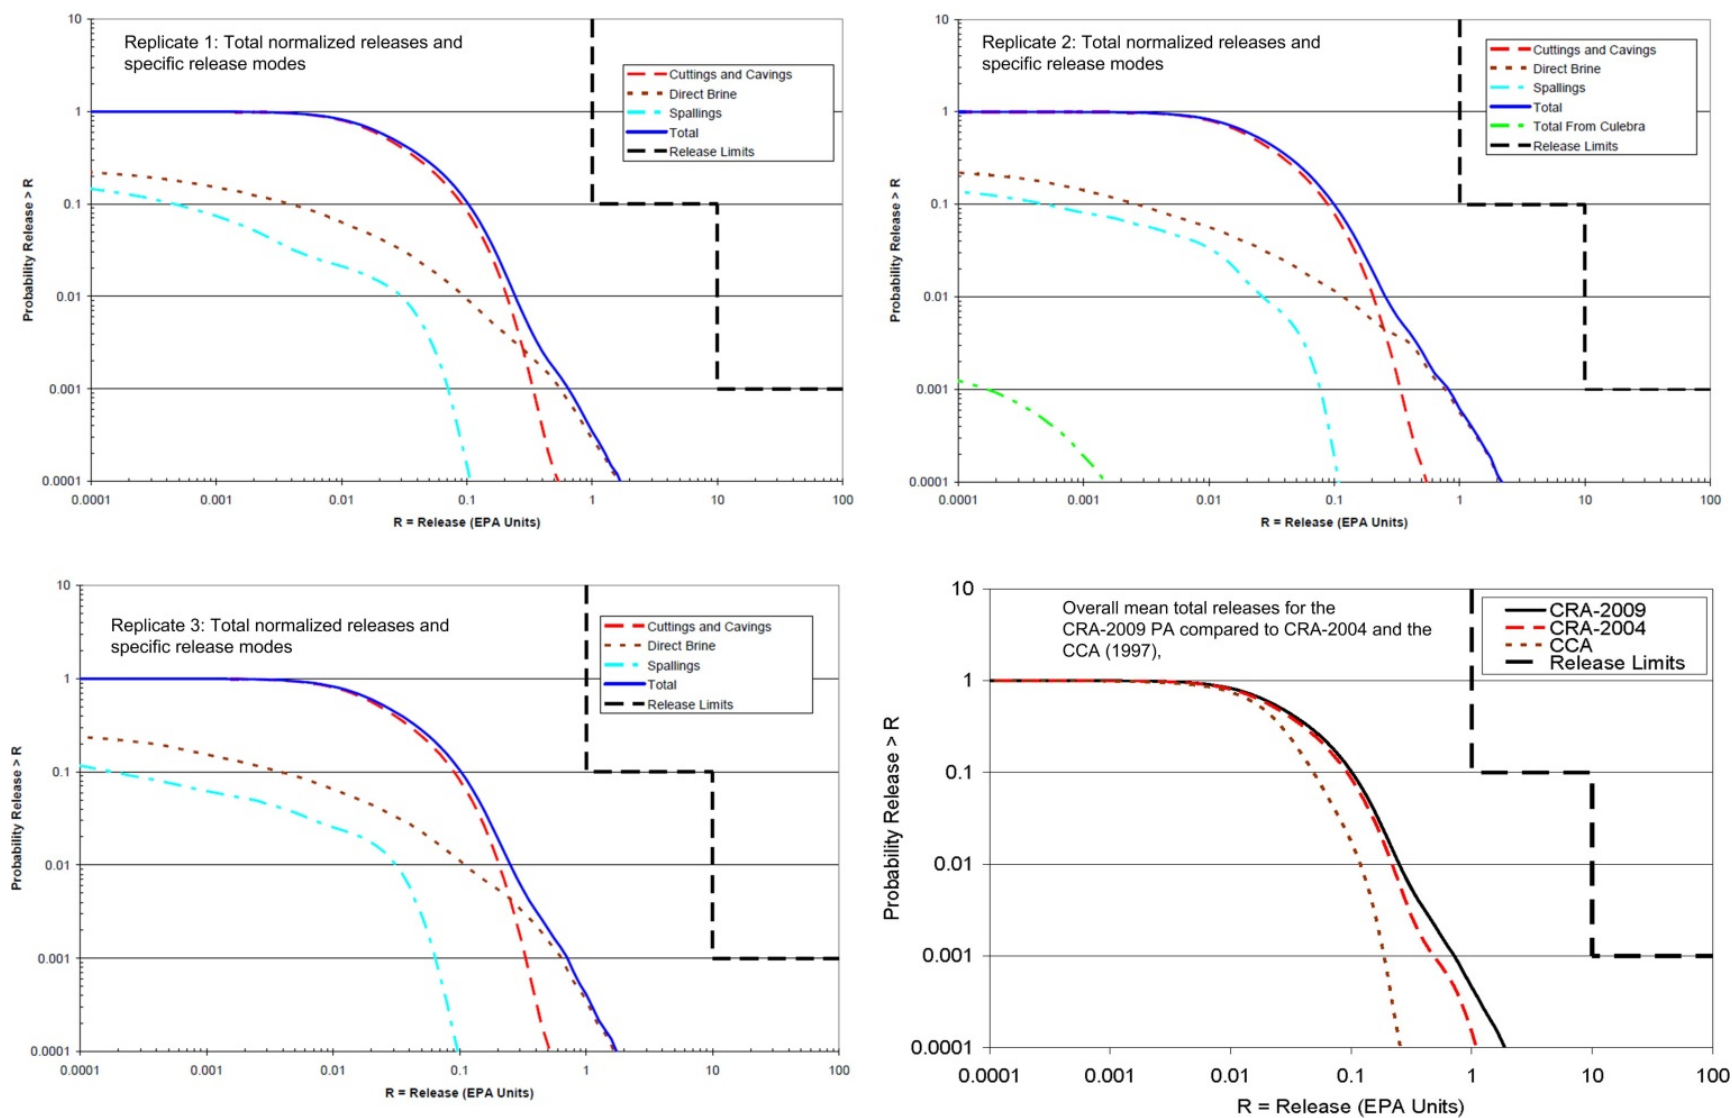 Replicate 1: Total normalized releases and
specific release modes
Cuttings and Cavings
Direct Brine
Spallings
Total
Release Limits
10
1
0.1
0.01
0.001
0.0001
Probability Release > R
0.0001 0.001 0.01 0.1 1 10 100
R = Release (EPA Units)
Replicate 2: Total normalized releases and
specific release modes
Cuttings and Cavings
Direct Brine
Spallings
Total
Total From Culebra
Release Limits
10
1
0.1
0.01
0.001
0.0001
Probability Release > R
0.0001 0.001 0.01 0.1 1 10 100
R = Release (EPA Units)
Replicate 3: Total normalized releases and
specific release modes
Cuttings and Cavings
Direct Brine
Spallings
Total
Release Limits
10
1
0.1
0.01
0.001
0.0001
Probability Release > R
0.0001 0.001 0.01 0.1 1 10 100
R = Release (EPA Units)
Overall mean total releases for the
CRA-2009 PA compared to CRA-2004 and the
CCA (1997),
CRA-2009
CRA-2004
CCA
Release Limits
10
1
0.1
0.01
0.001
0.0001
Probability Release > R
0.0001 0.001 0.01 0.1 1 10 100
R = Release (EPA Units)